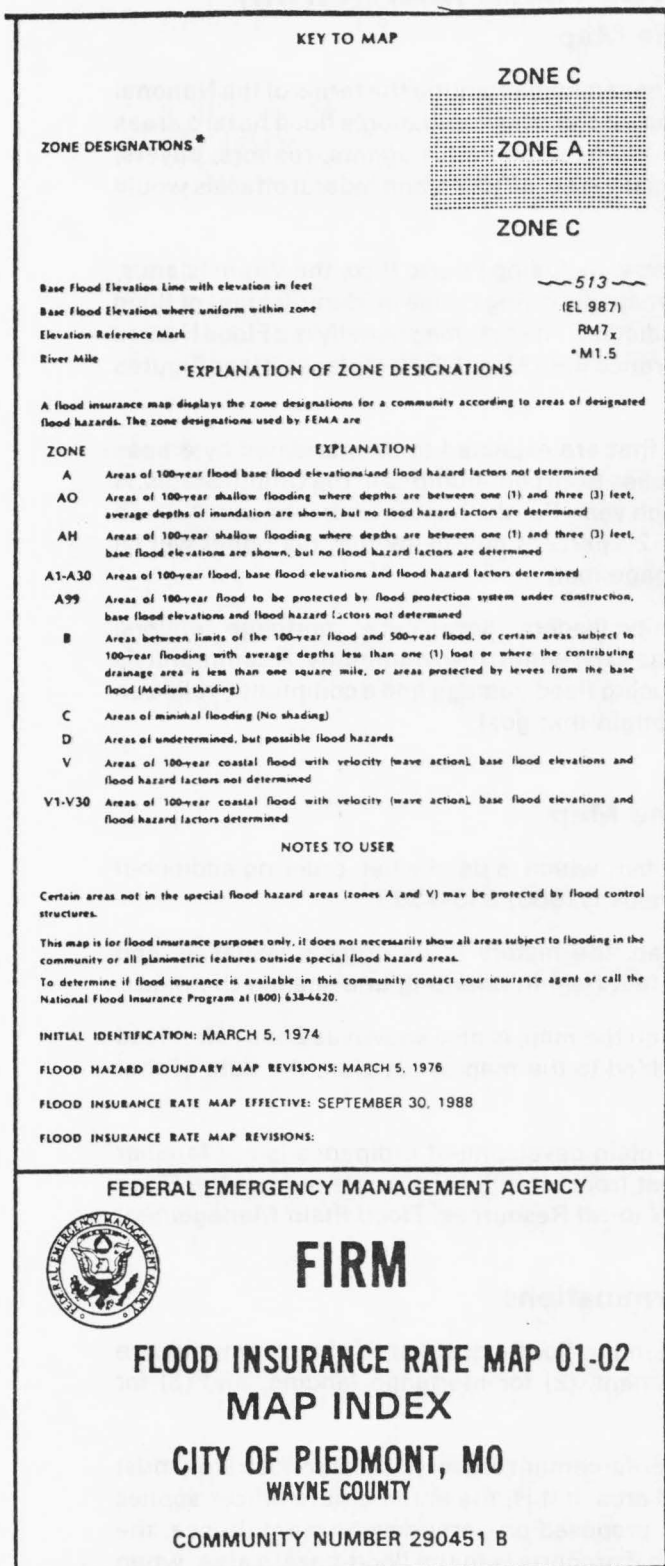 KEY TO MAP
ZONE C
ZONE DESIGNATIONS*
ZONE A
ZONE C
Base Flood Elevation Line with elevation in feet
513
Base Flood Elevation where uniform within zone
(EL 987)
Elevation Reference Mark
RM7x
River Mile
•M1.5
*EXPLANATION OF ZONE DESIGNATIONS
A flood insurance map displays the zone designations for a community according to areas of designated
flood hazards. The zone designations used by FEMA are
ZONE EXPLANATION
A Areas of 100-year flood base flood elevations and flood hazard factors not determined
AO Areas of 100-year shallow flooding where depths are between one (1) and three (3) feet,
average depths of inundation are shown, but no flood hazard factors are determined
AH Areas of 100-year shallow flooding where depths are between one (1) and three (3) feet,
base flood elevations are shown, but no flood hazard factors are determined
A1-A30 Areas of 100-year flood, base flood elevations and flood hazard factors determined
A99 Areas of 100-year flood to be protected by flood protection system under construction,
base flood elevations and flood hazard factors not determined
B Areas between limits of the 100-year flood and 500-year flood, or certain areas subject to
100-year flooding with average depths less than one (1) foot or where the contributing
drainage area is less than one square mile, or areas protected by levees from the base
flood (Medium shading)
C Areas of minimal flooding (No shading)
D Areas of undetermined, but possible flood hazards
V Areas of 100-year coastal flood with velocity (wave action), base flood elevations and
flood hazard factors not determined
V1-V30 Areas of 100-year coastal flood with velocity (wave action), base flood elevations and
flood hazard factors determined
NOTES TO USER
Certain areas not in the special flood hazard areas (zones A and V) may be protected by flood control
structures.
This map is for flood insurance purposes only, it does not necessarily show all areas subject to flooding in the
community or all planimetric features outside special flood hazard areas.
To determine if flood insurance is available in this community contact your insurance agent or call the
National Flood Insurance Program at (800) 638-6620.
INITIAL IDENTIFICATION: MARCH 5, 1974
FLOOD HAZARD BOUNDARY MAP REVISIONS: MARCH 5, 1976
FLOOD INSURANCE RATE MAP EFFECTIVE: SEPTEMBER 30, 1988
FLOOD INSURANCE RATE MAP REVISIONS:
FEDERAL EMERGENCY MANAGEMENT AGENCY
FEDERAL EMERGENCY MANAGEMENT AGENCY
FIRM
FLOOD INSURANCE RATE MAP 01-02
MAP INDEX
CITY OF PIEDMONT, MO
WAYNE COUNTY
COMMUNITY NUMBER 290451 B